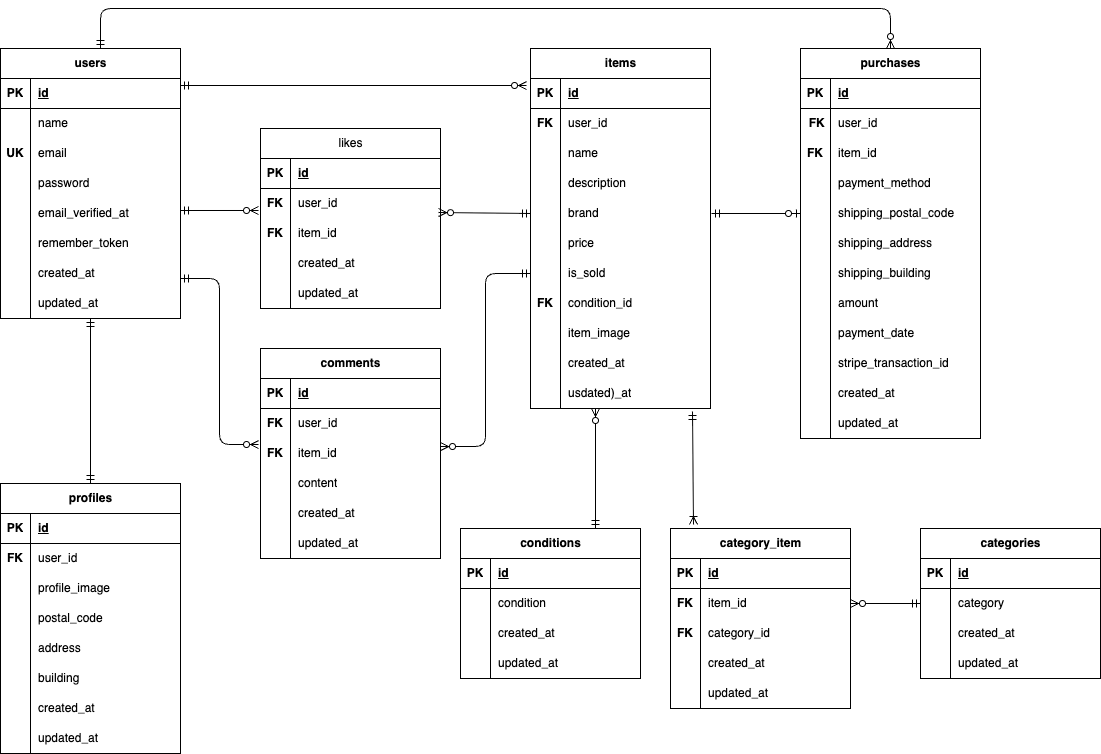 users
PK id
name
UK email
password
email_verified_at
remember_token
created_at
updated_at
likes
PK id
FK user_id
FK item_id
created_at
updated_at
comments
PK id
FK user_id
FK item_id
content
created_at
updated_at
profiles
PK id
FK user_id
profile_image
postal_code
address
building
created_at
updated_at
items
PK id
FK user_id
name
description
brand
price
is_sold
FK condition_id
item_image
created_at
usdated)_at
purchases
PK id
FK user_id
FK item_id
payment_method
shipping_postal_code
shipping_address
shipping_building
amount
payment_date
stripe_transaction_id
created_at
updated_at
conditions
PK id
condition
created_at
updated_at
category_item
PK id
FK item_id
FK category_id
created_at
updated_at
categories
PK id
category
created_at
updated_at